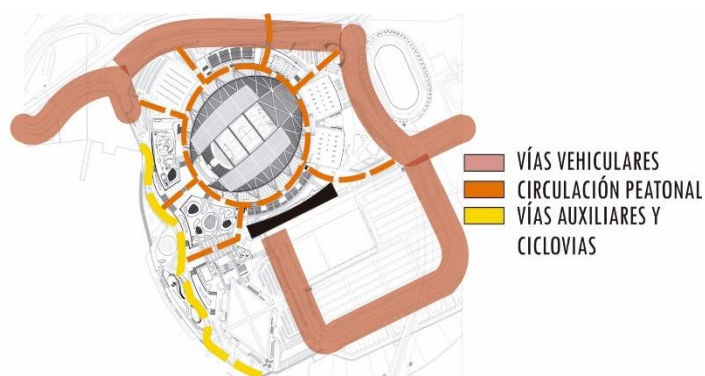 VÍAS VEHICULARES
CIRCULACIÓN PEATONAL
VÍAS AUXILIARES Y
CICLOVIAS